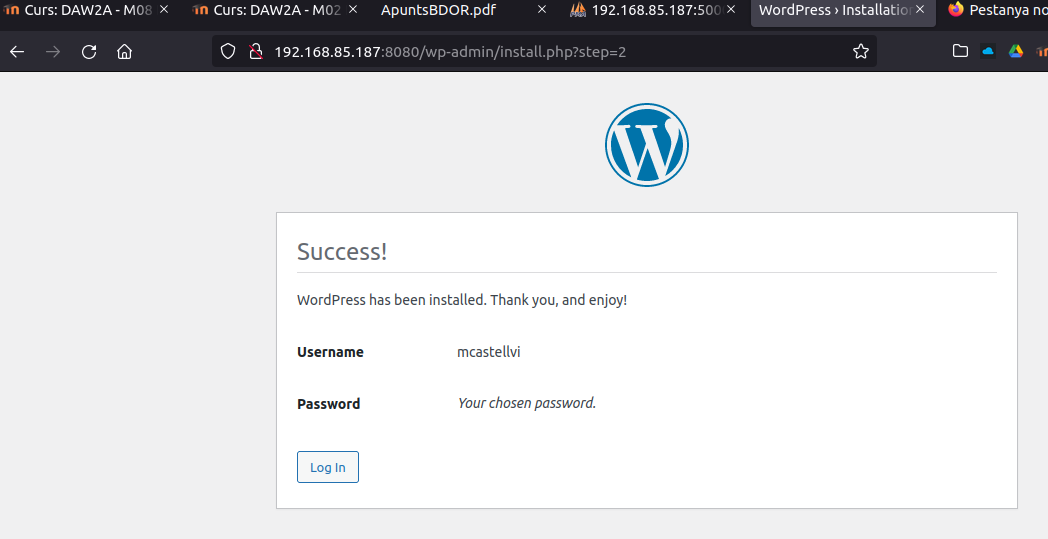 Curs: DAW2A - M08
Curs: DAW2A - M02
ApuntsBDOR.pdf
192.168.85.187:500
WordPress › Installation
Pestanya no
192.168.85.187:8080/wp-admin/install.php?step=2
Success!
WordPress has been installed. Thank you, and enjoy!
Username mcastellvi
Password Your chosen password.
Log In